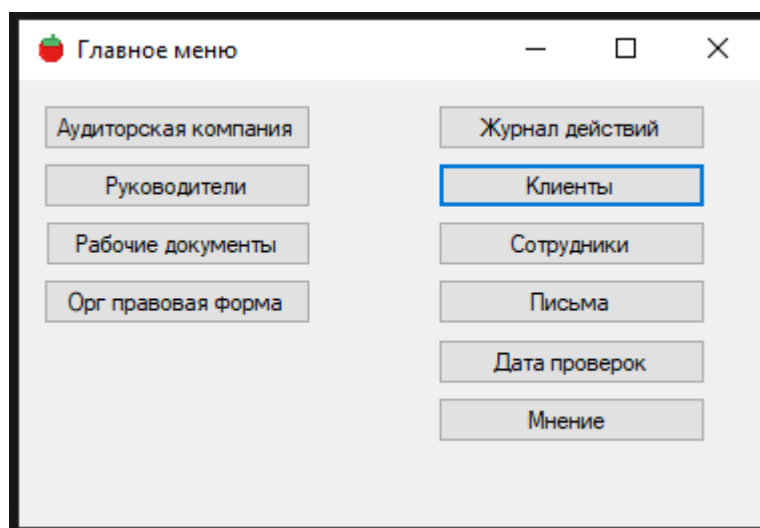 Главное меню
Аудиторская компания
Руководители
Рабочие документы
Орг правовая форма
Журнал действий
Клиенты
Сотрудники
Письма
Дата проверок
Мнение